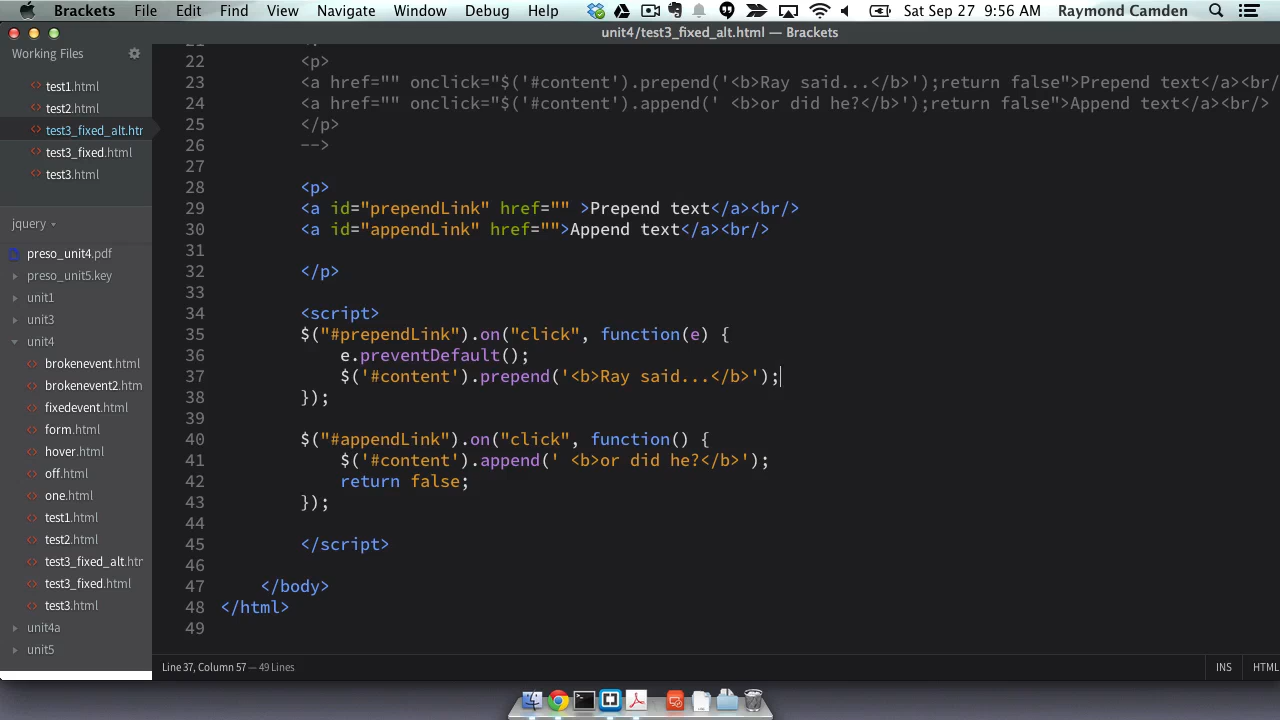 Brackets File Edit Find View Navigate Window Debug Help Sat Sep 27 9:56 AM Raymond Camden
unit4/test3_fixed_alt.html — Brackets
Working Files
test1.html
test2.html
test3_fixed_alt.htr
test3_fixed.html
test3.html
jquery
preso_unit4.pdf
preso_unit5.key
unit1
unit3
unit4
brokenevent.html
brokenevent2.htm
fixedevent.html
form.html
hover.html
off.html
one.html
test1.html
test2.html
test3_fixed_alt.htr
test3_fixed.html
test3.html
unit4a
unit5
22 <p>
23 <a href="" onclick="$('#content').prepend('<b>Ray said...</b>');return false">Prepend text</a><br/
24 <a href="" onclick="$('#content').append(' <b>or did he?</b>');return false">Append text</a><br/>
25 </p>
26 -->
27
28 <p>
29 <a id="prependLink" href="" >Prepend text</a><br/>
30 <a id="appendLink" href="">Append text</a><br/>
31
32 </p>
33
34 <script>
35 $("#prependLink").on("click", function(e) {
36 e.preventDefault();
37 $('#content').prepend('<b>Ray said...</b>');
38 });
39
40 $("#appendLink").on("click", function() {
41 $('#content').append(' <b>or did he?</b>');
42 return false;
43 });
44
45 </script>
46
47 </body>
48 </html>
49
Line 37, Column 57 — 49 Lines
INS HTML